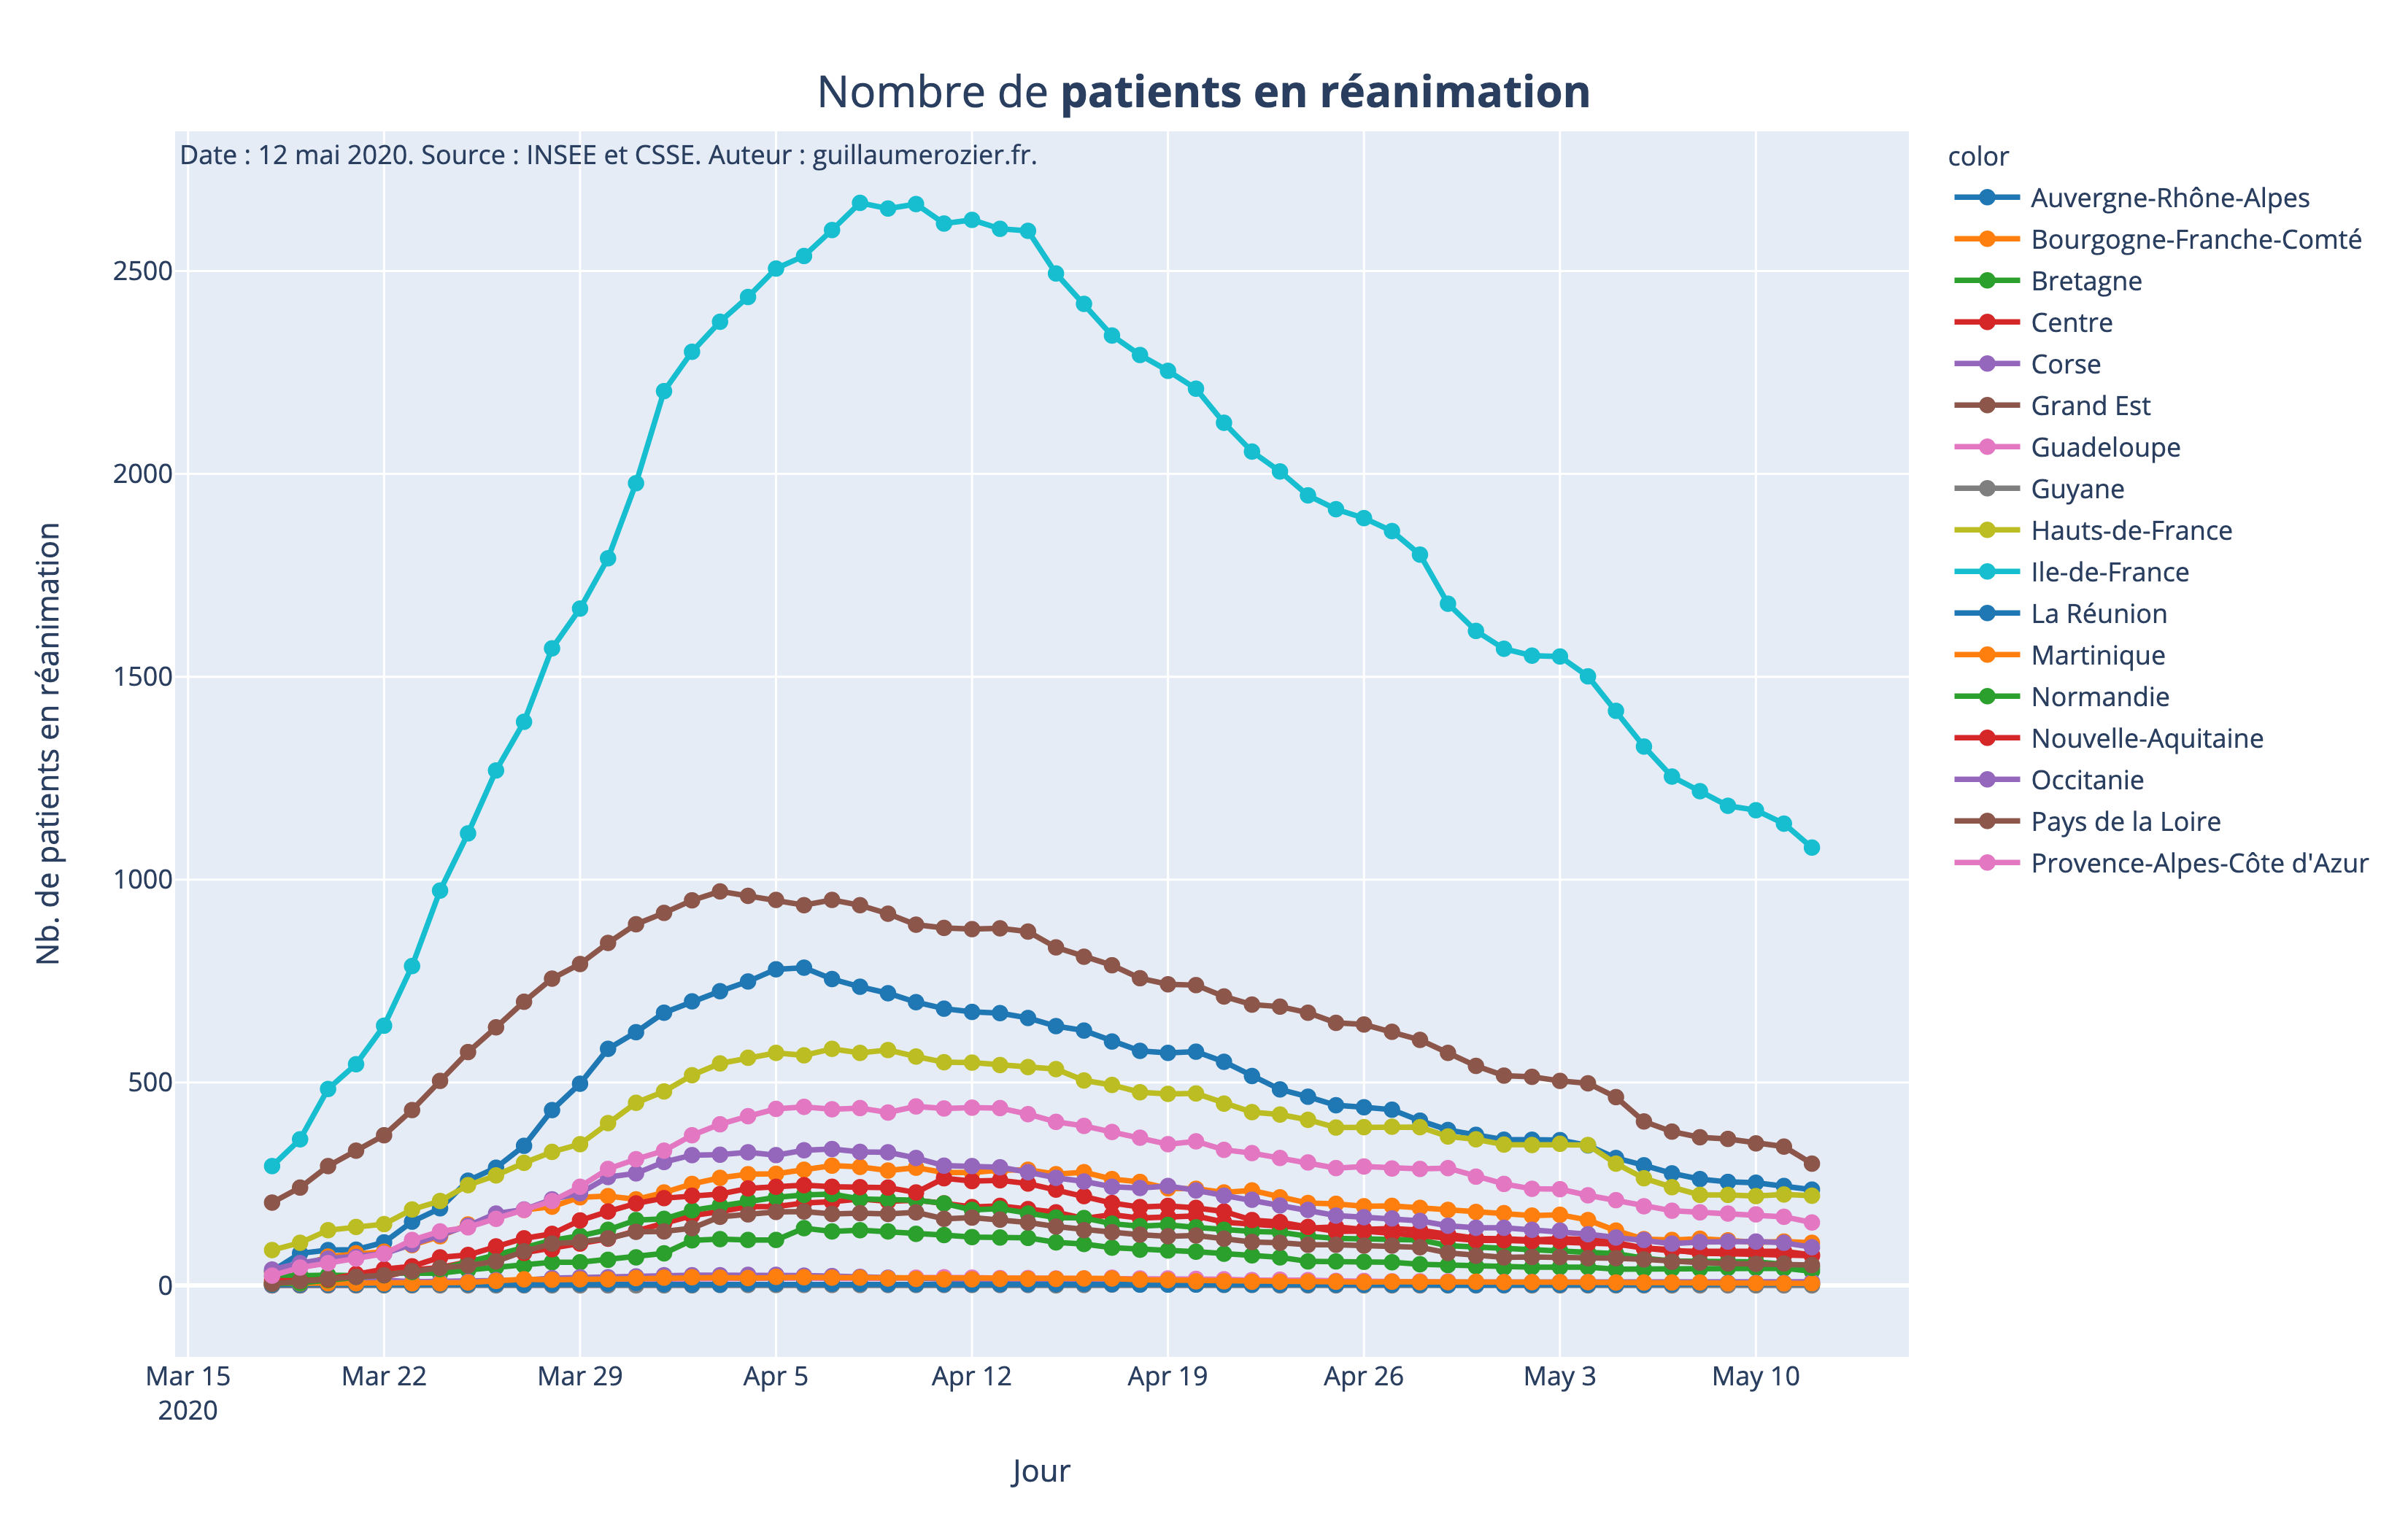 Nombre de patients en réanimation
Date : 12 mai 2020. Source : INSEE et CSSE. Auteur : guillaumerozier.fr.
color
Auvergne-Rhône-Alpes
Bourgogne-Franche-Comté
Bretagne
Centre
Corse
Grand Est
Guadeloupe
Guyane
Hauts-de-France
Ile-de-France
La Réunion
Martinique
Normandie
Nouvelle-Aquitaine
Occitanie
Pays de la Loire
Provence-Alpes-Côte d'Azur
Nb. de patients en réanimation
2500
2000
1500
1000
500
0
Mar 15 Mar 22 Mar 29 Apr 5 Apr 12 Apr 19 Apr 26 May 3 May 10
2020
Jour